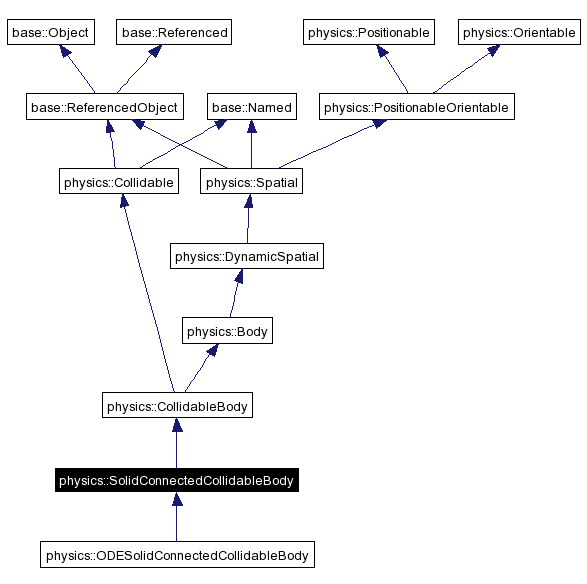 base::Object
base::Referenced
physics::Positionable
physics::Orientable
base::ReferencedObject
base::Named
physics::PositionableOrientable
physics::Collidable
physics::Spatial
physics::DynamicSpatial
physics::Body
physics::CollidableBody
physics::SolidConnectedCollidableBody
physics::ODESolidConnectedCollidableBody